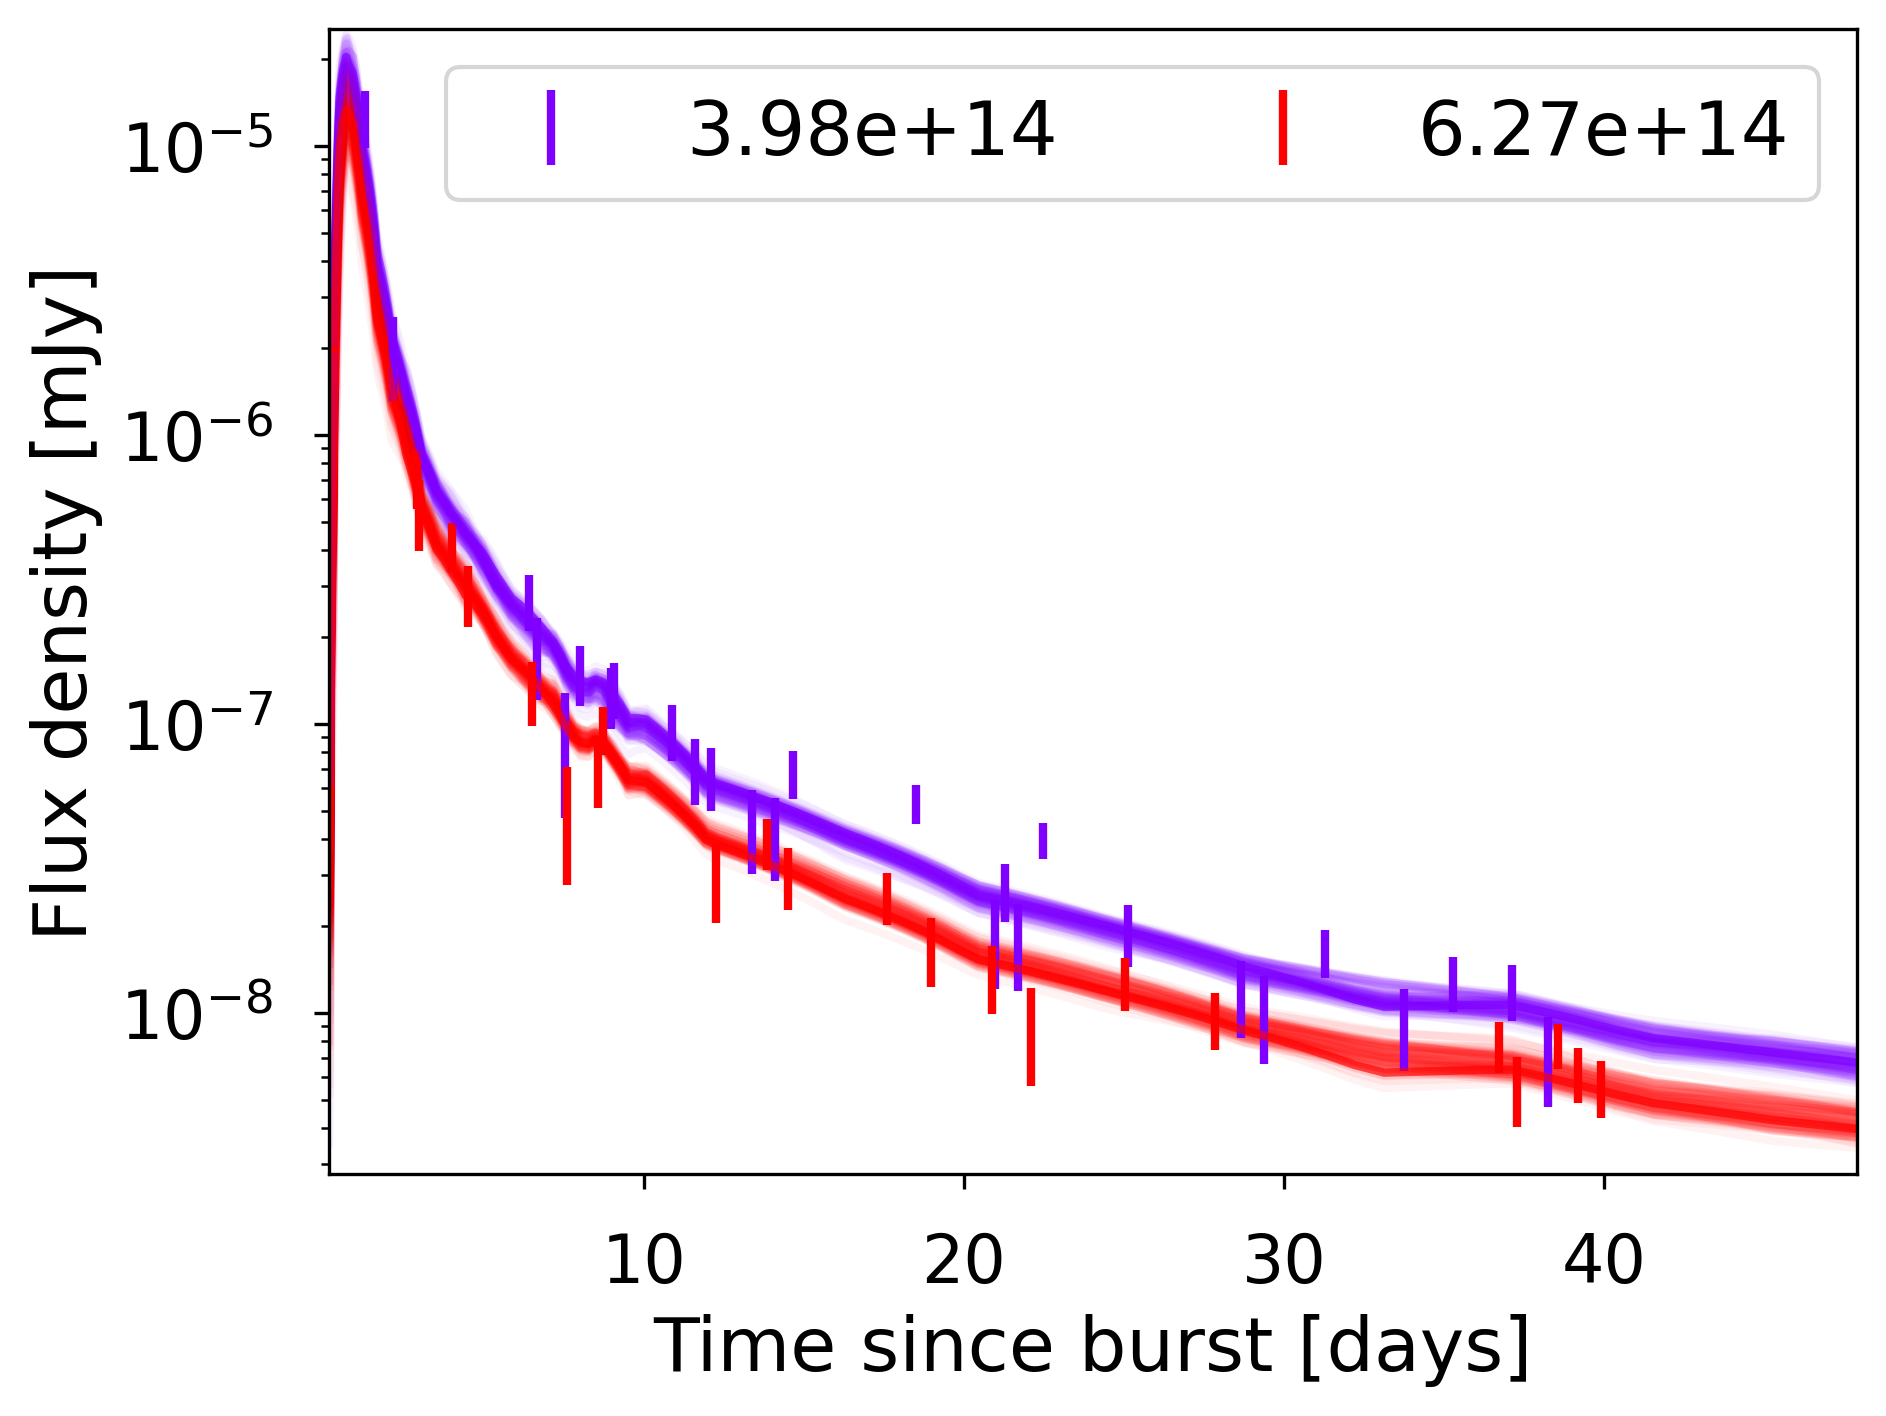 3.98e+14 6.27e+14
Flux density [mJy]
10⁻⁵
10⁻⁶
10⁻⁷
10⁻⁸
10 20 30 40
Time since burst [days]